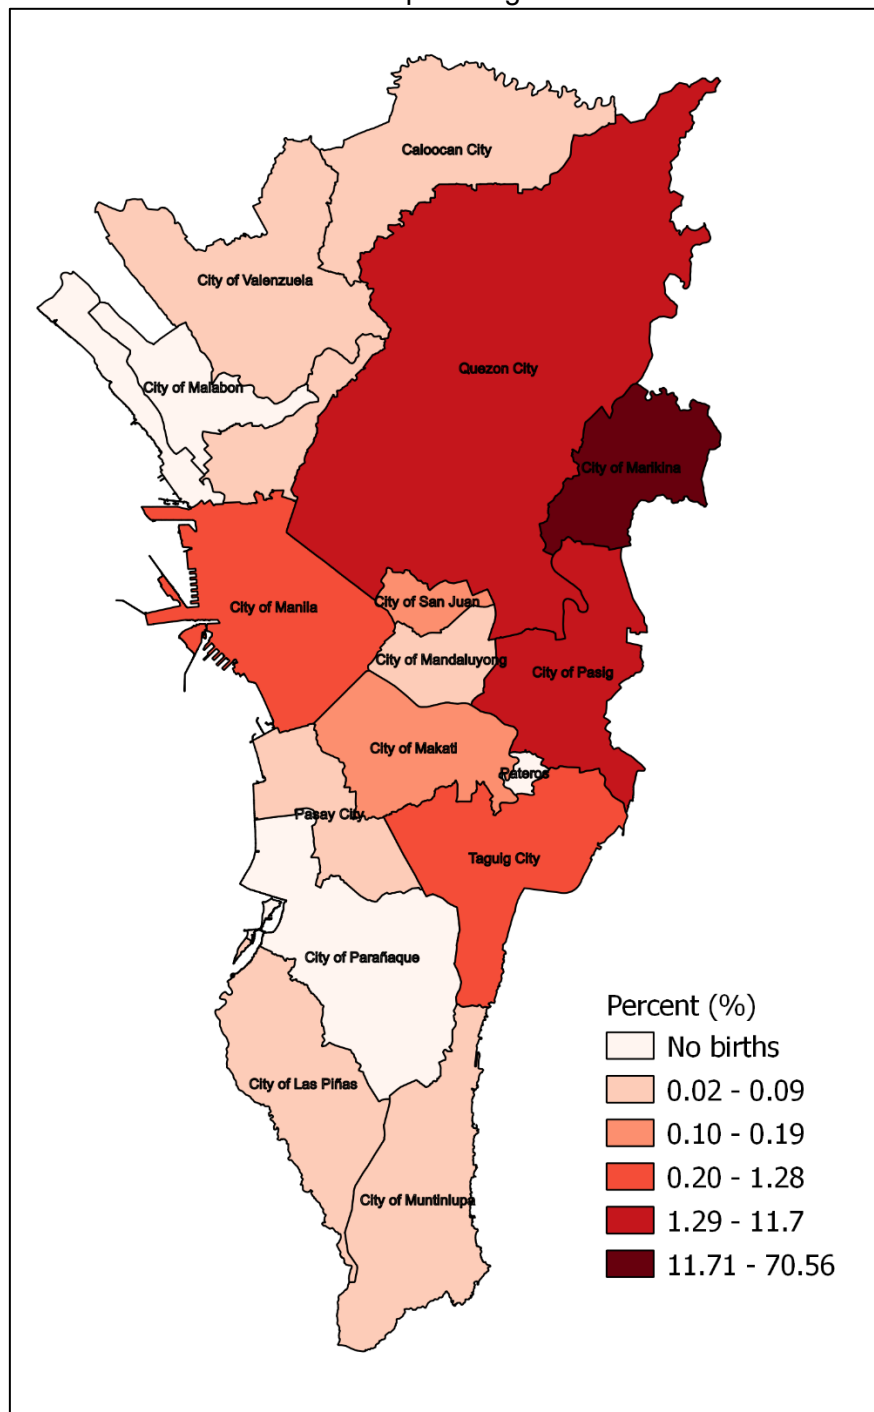 Caloocan City
City of Valenzuela
Quezon City
City of Malabon
City of Marikina
City of San Juan
City of Manila
City of Mandaluyong
City of Pasig
City of Makati
Pateros
Pasay City
Taguig City
City of Parañaque
City of Las Piñas
City of Muntinlupa
Percent (%)
No births
0.02 - 0.09
0.10 - 0.19
0.20 - 1.28
1.29 - 11.7
11.71 - 70.56